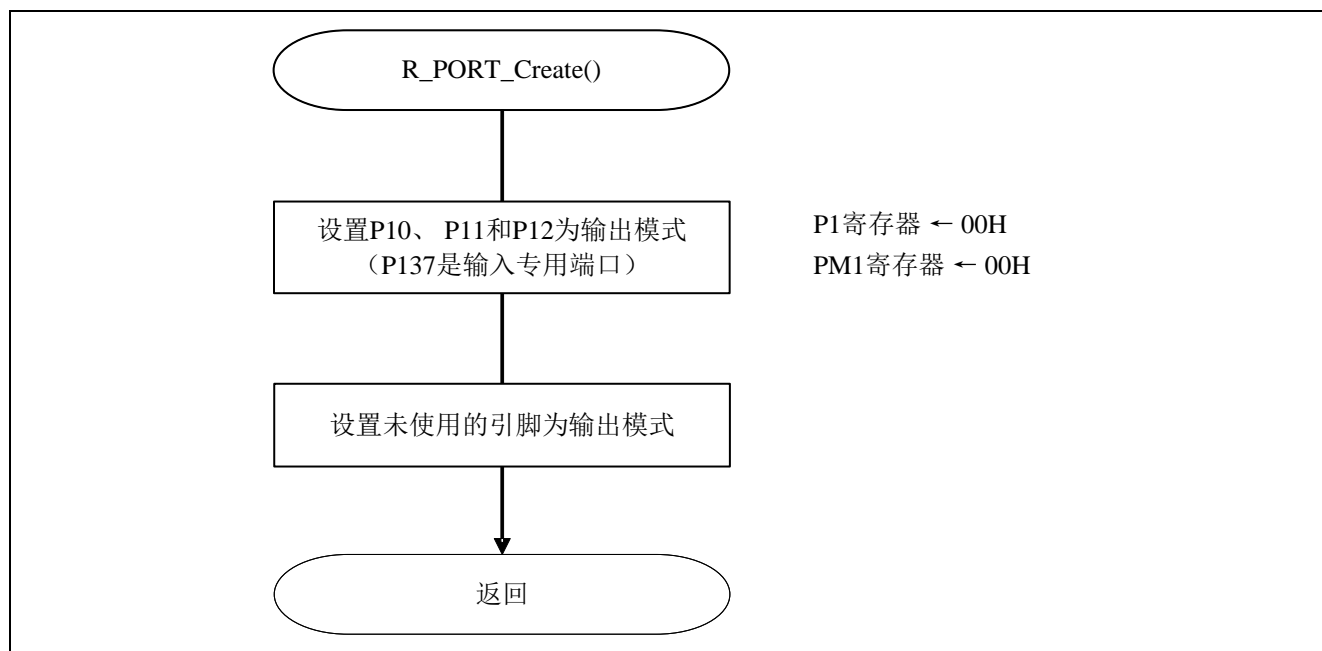 R_PORT_Create()
设置P10、 P11和P12为输出模式
（P137是输入专用端口）
P1寄存器 ← 00H
PM1寄存器 ← 00H
设置未使用的引脚为输出模式
返回